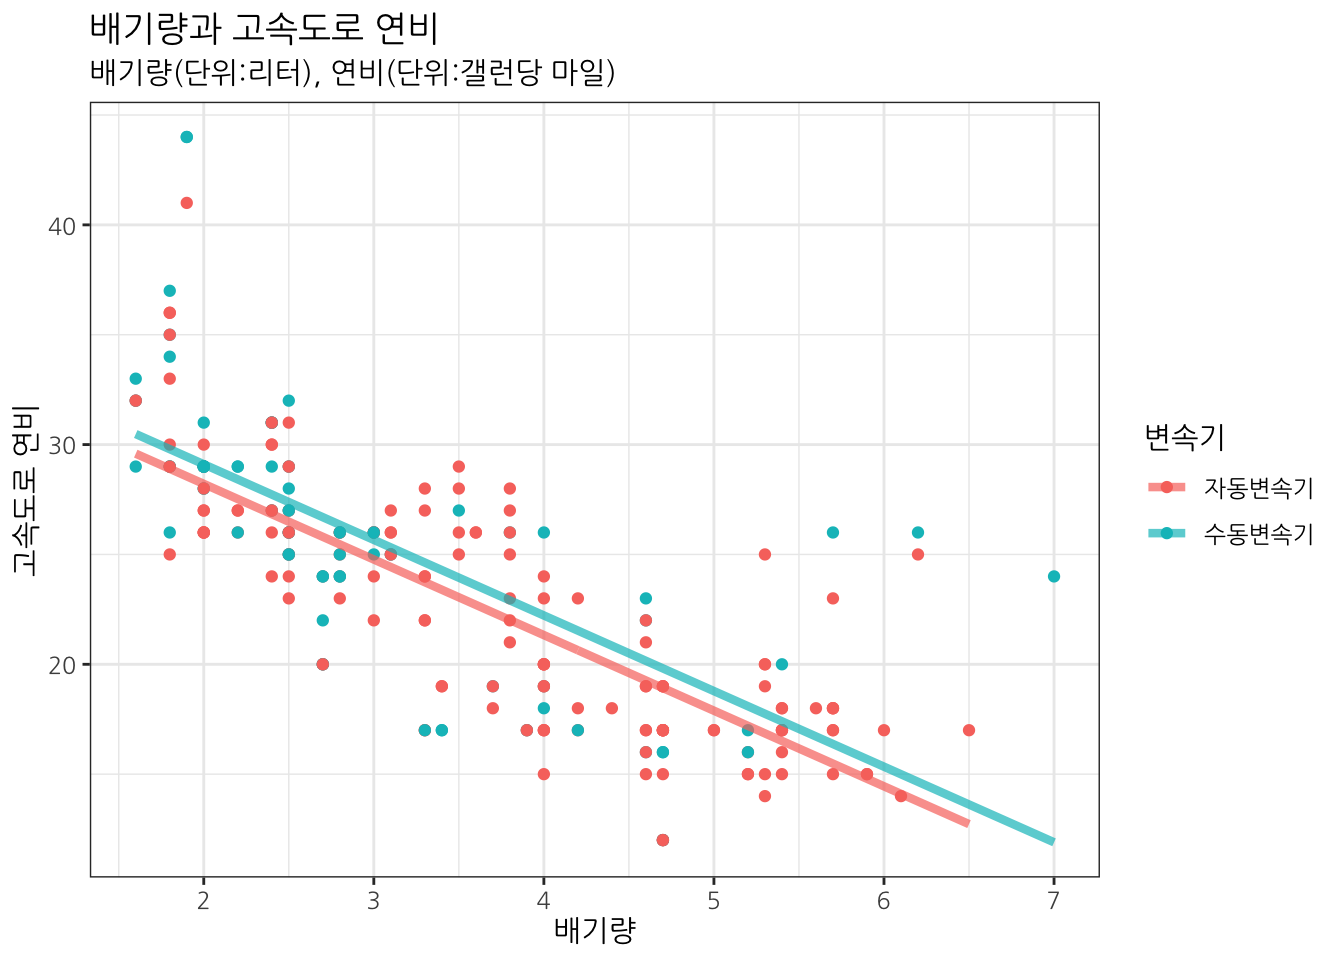 배기량과 고속도로 연비
배기량(단위:리터), 연비(단위:갤런당 마일)
고속도로 연비
40
30
20
2 3 4 5 6 7
배기량
변속기
자동변속기
수동변속기